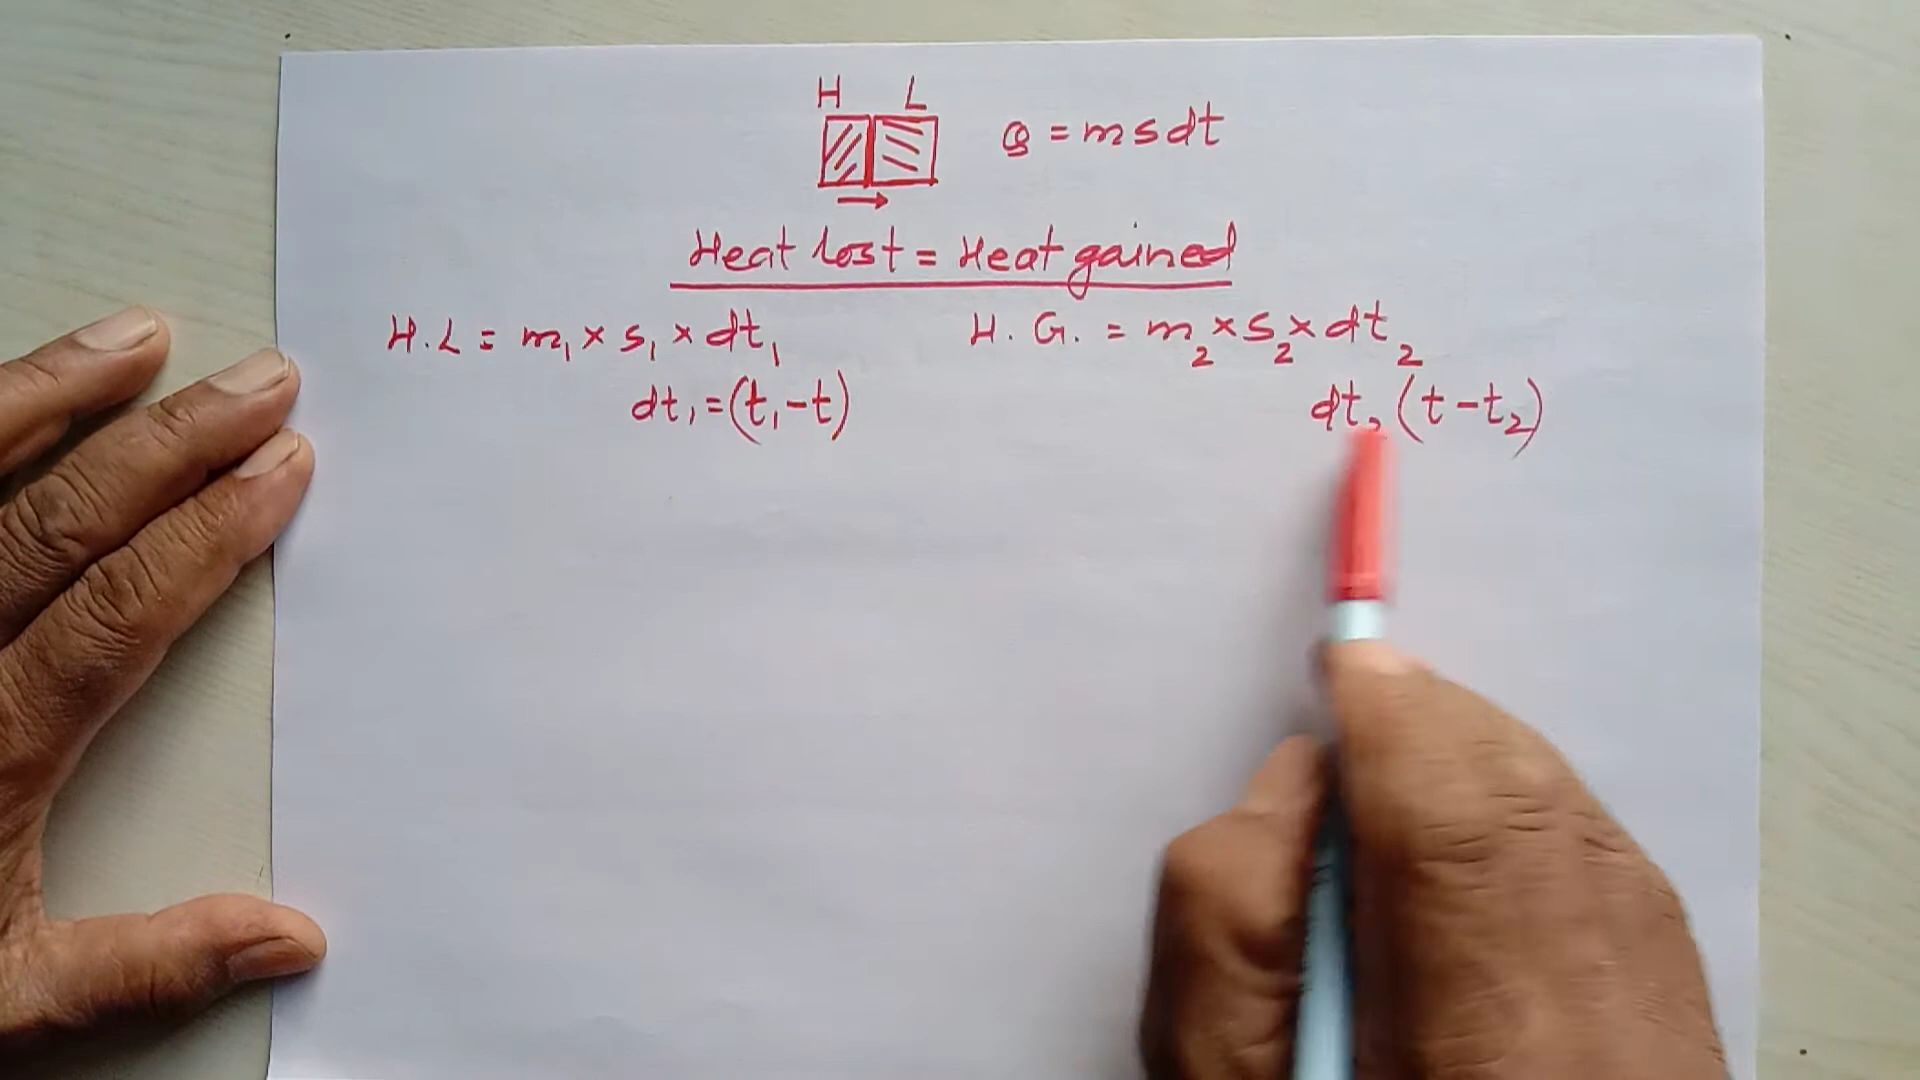 H L
Q = msdt
Heat lost = Heat gained
H.L = m₁ × s₁ × dt₁
H. G. = m₂ × s₂ × dt₂
dt₁ = (t₁ - t)
dt₂ (t - t₂)